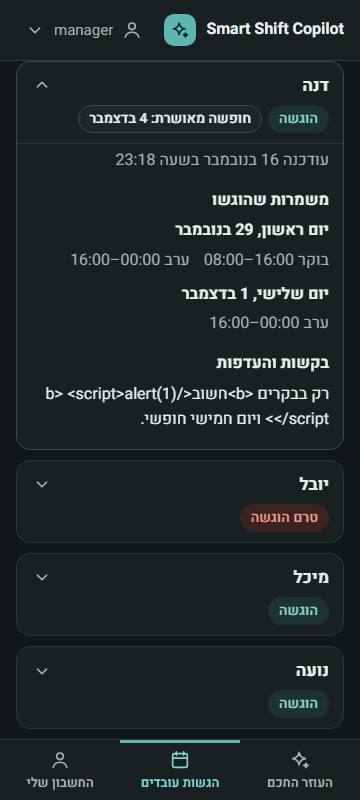 Smart Shift Copilot
manager
דנה
הוגשה
חופשה מאושרת: 4 בדצמבר
עודכנה 16 בנובמבר בשעה 23:18
משמרות שהוגשו
יום ראשון, 29 בנובמבר
בוקר 08:00–16:00 ערב 16:00–00:00
יום שלישי, 1 בדצמבר
ערב 16:00–00:00
בקשות והעדפות
רק בבקרים <b>חשוב</b> <script>alert(1)
</script> ויום חמישי חופשי.
יובל
טרם הוגשה
מיכל
הוגשה
נועה
הוגשה
העוזר החכם
הגשות עובדים
החשבון שלי